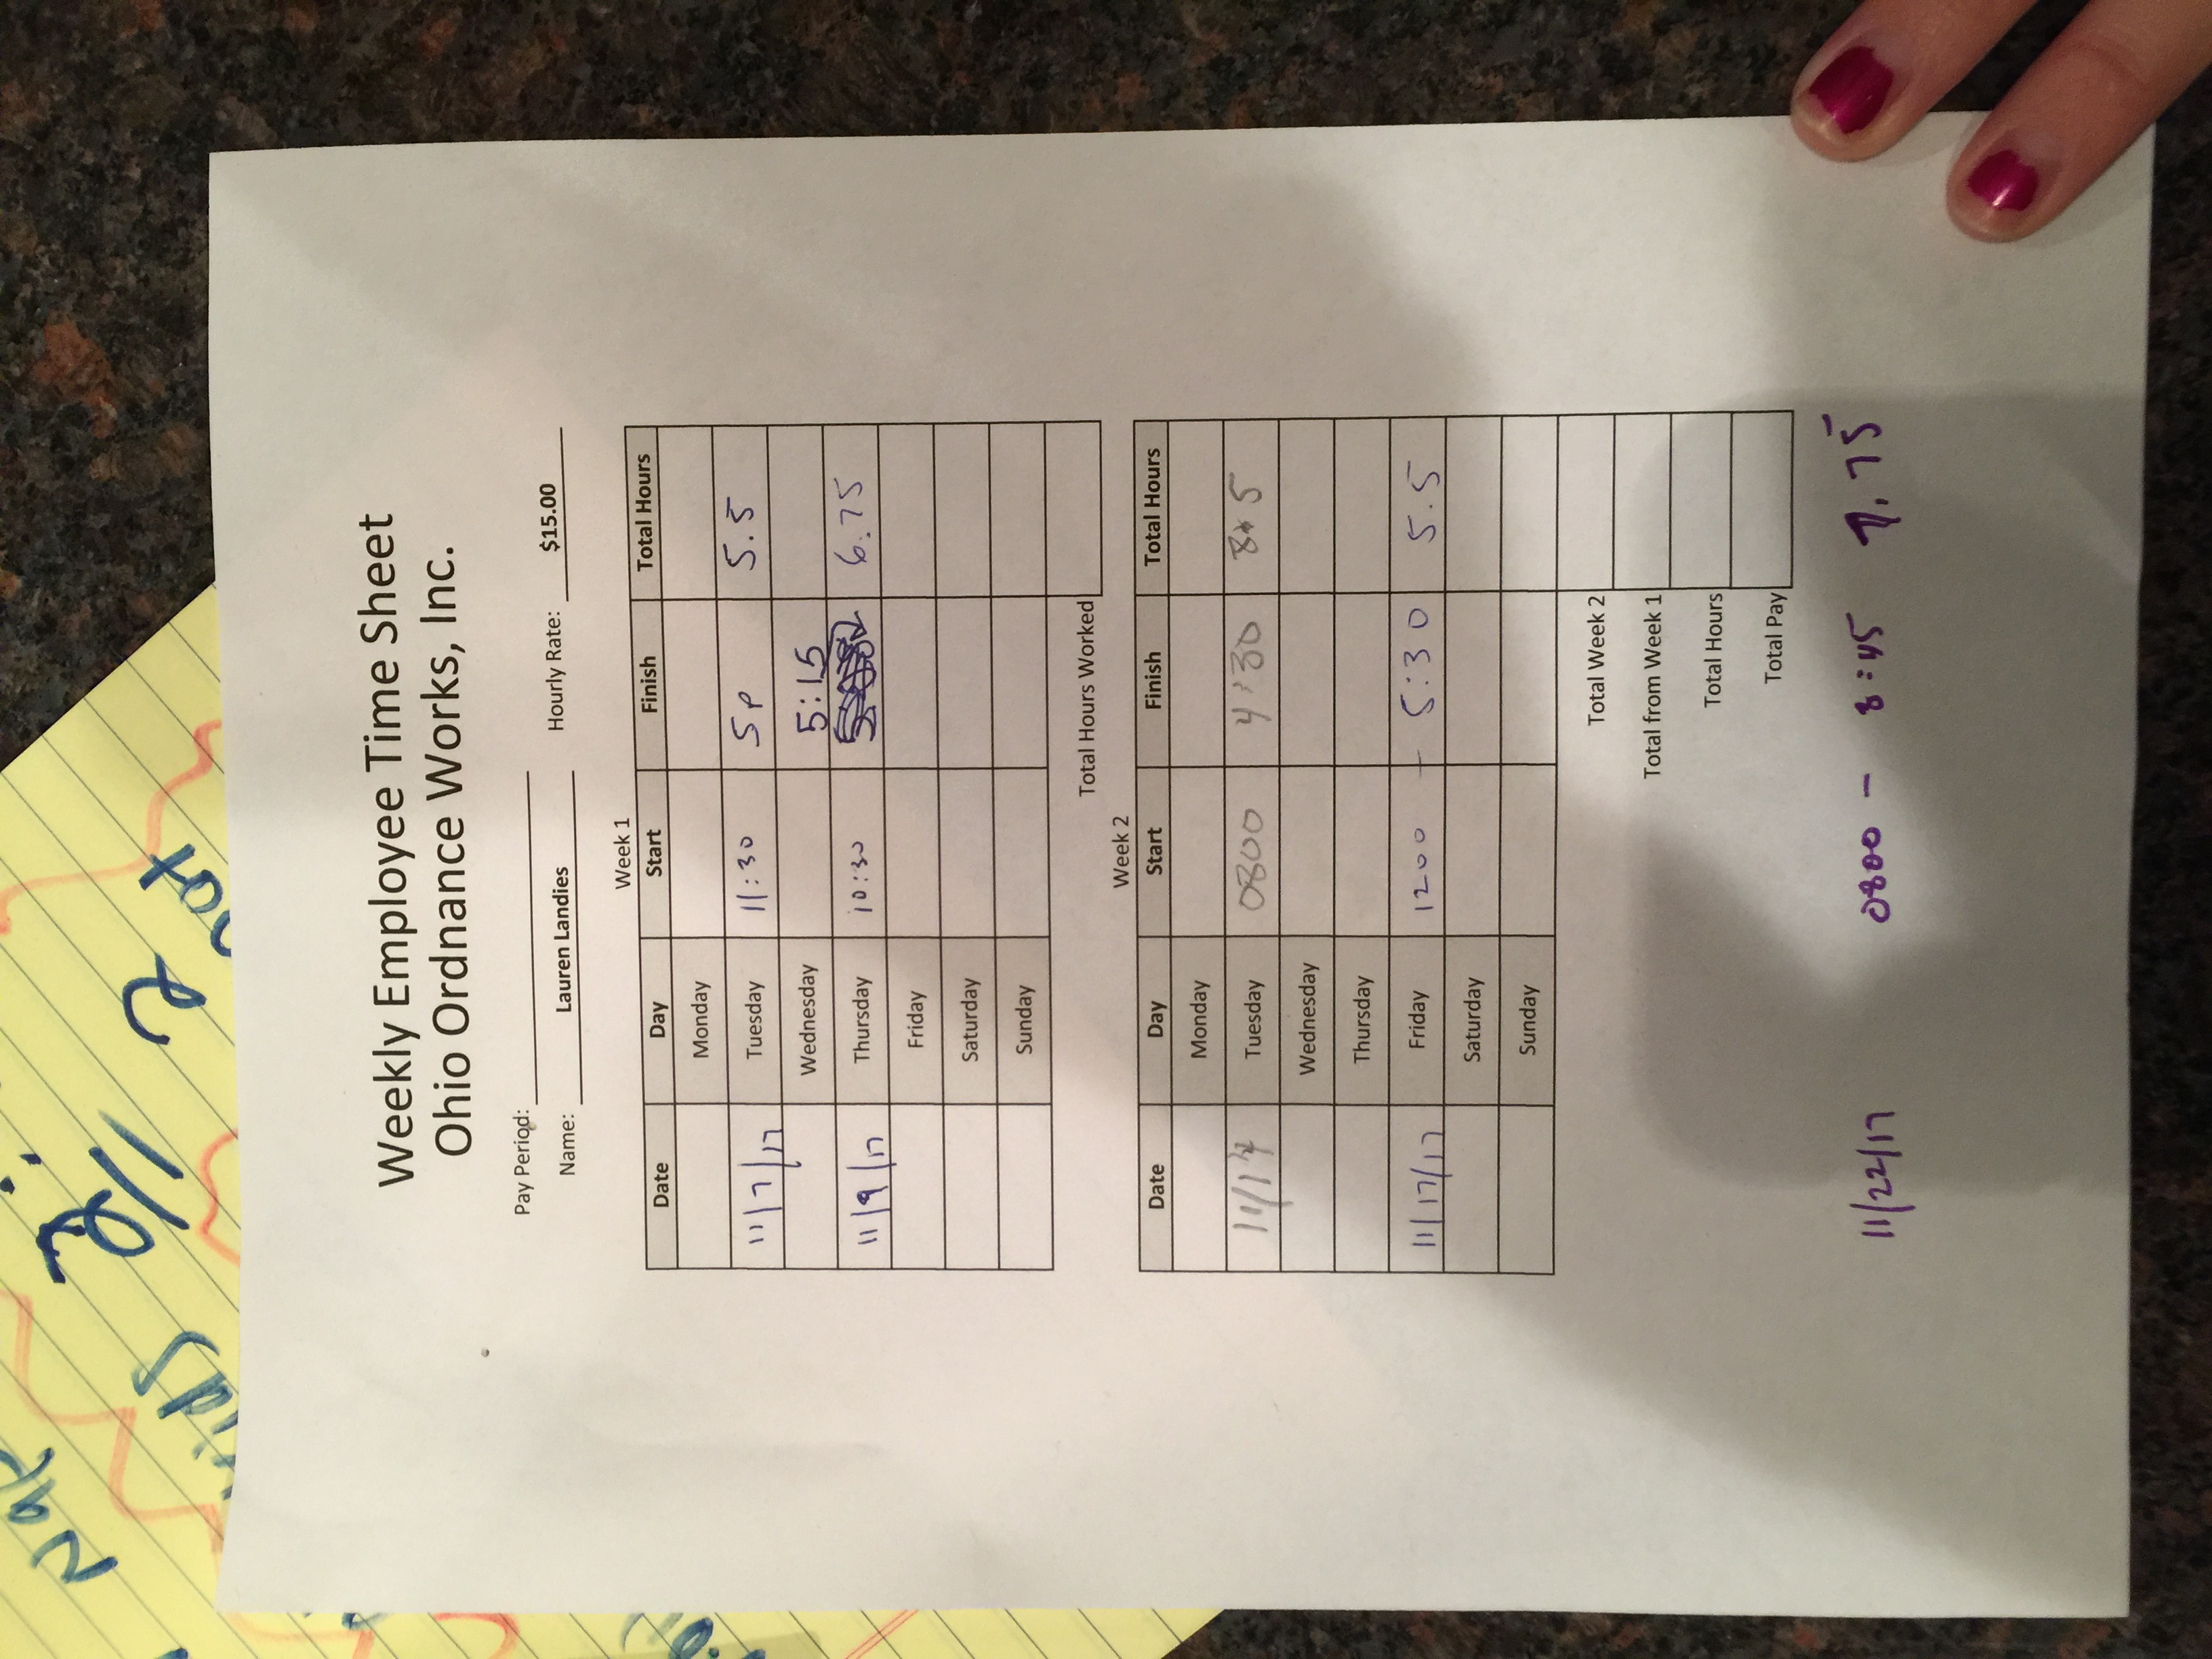 Nap
kids 2:
11 2
not
Weekly Employee Time Sheet
Ohio Ordnance Works, Inc.
Pay Period:
Name: Lauren Landies Hourly Rate: $15.00
Week 1
Date Day Start Finish Total Hours
Monday
11/7/17 Tuesday 11:30 5p 5.5
Wednesday
5:15
11/9/17 Thursday 10:30 6.75
Friday
Saturday
Sunday
Total Hours Worked
Week 2
Date Day Start Finish Total Hours
Monday
11/14 Tuesday 0800 4:30 8.5
Wednesday
Thursday
11/17/17 Friday 1200 - 5:30 5.5
Saturday
Sunday
Total Week 2
Total from Week 1
Total Hours
Total Pay
11/22/17 0800 - 8:45 .75